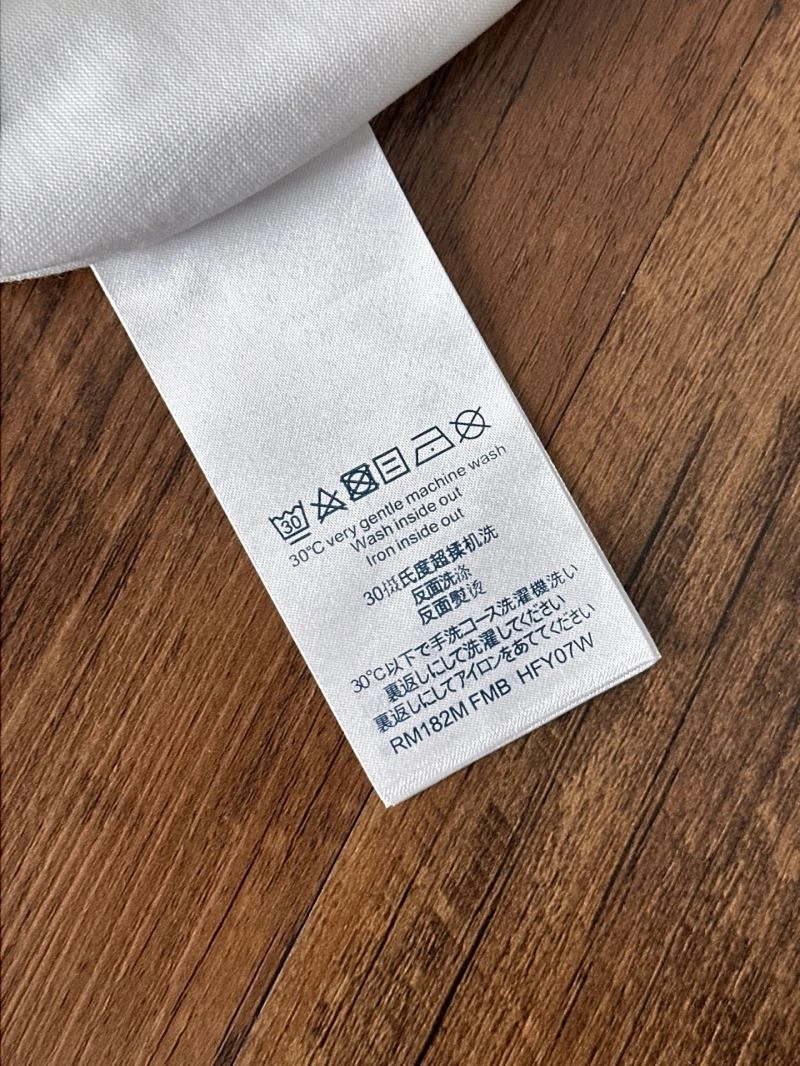 30
30°C very gentle machine wash
Wash inside out
Iron inside out
30摄氏度超揉机洗
反面洗涤
反面熨烫
30℃以下で手洗コース洗濯機洗い
裏返しにして洗濯してください
裏返しにしてアイロンをあててください
RM182M FMB HFY07W